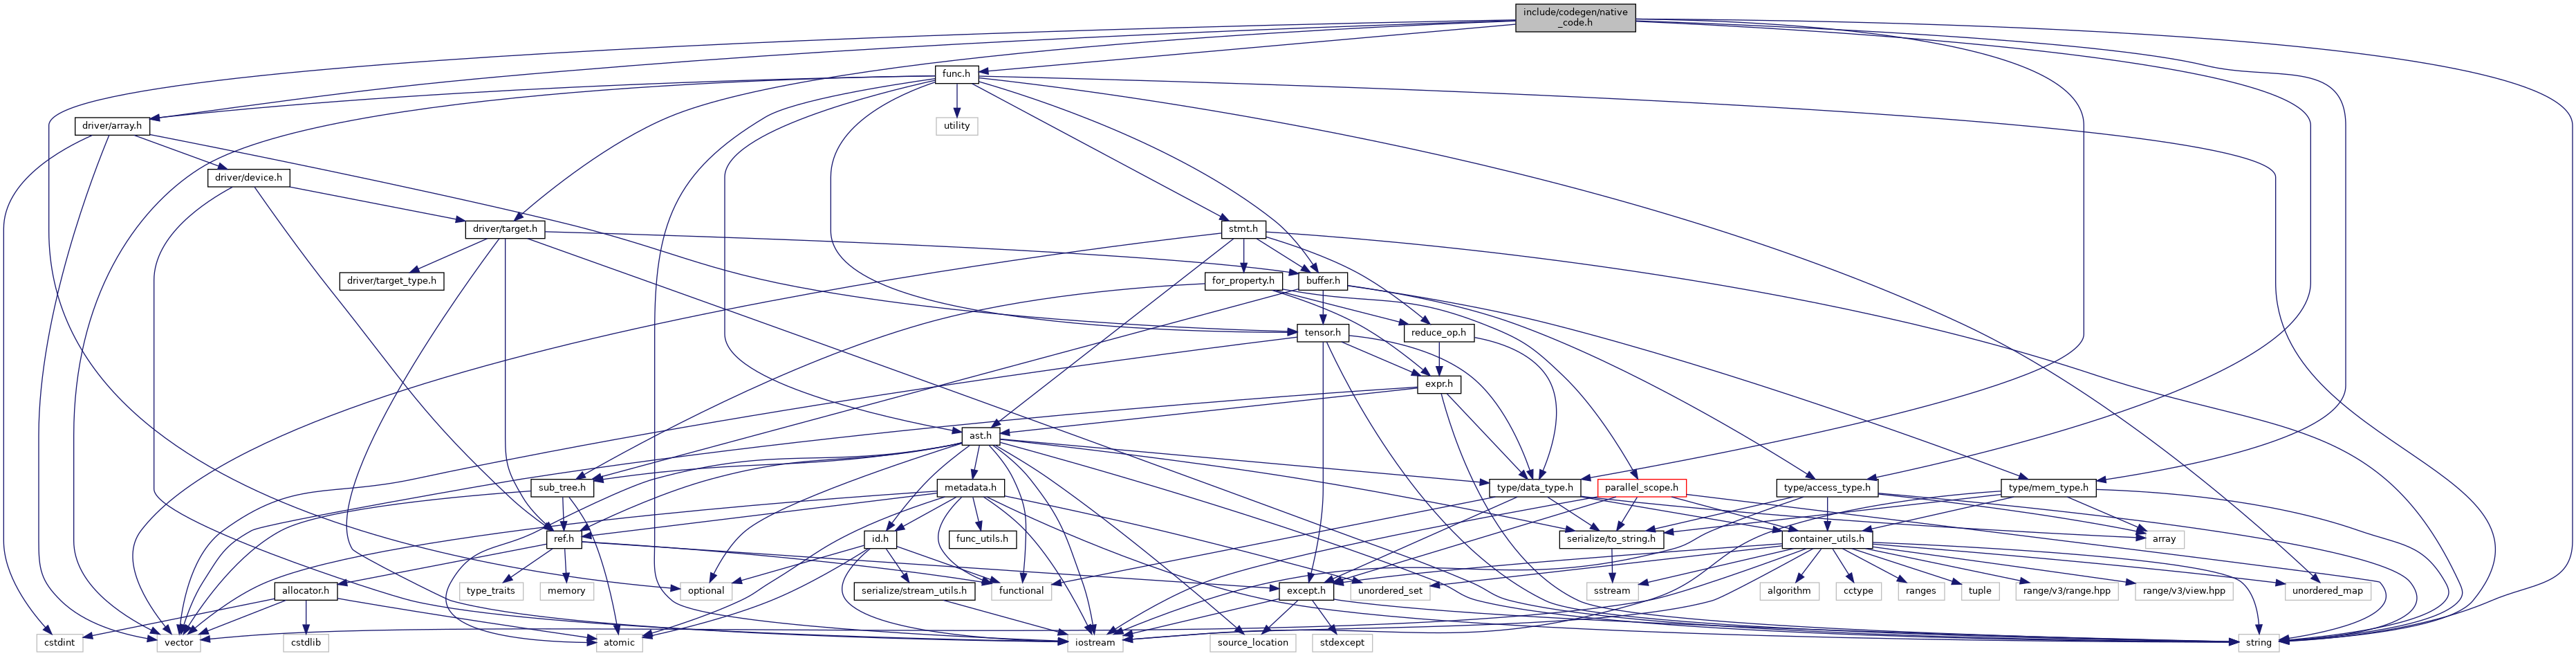 include/codegen/native
_code.h
func.h
driver/array.h
utility
driver/device.h
driver/target.h
stmt.h
driver/target_type.h
for_property.h
buffer.h
tensor.h
reduce_op.h
expr.h
ast.h
sub_tree.h
metadata.h
type/data_type.h
parallel_scope.h
type/access_type.h
type/mem_type.h
ref.h
id.h
func_utils.h
serialize/to_string.h
container_utils.h
array
allocator.h
type_traits
memory
optional
serialize/stream_utils.h
functional
except.h
unordered_set
sstream
algorithm
cctype
ranges
tuple
range/v3/range.hpp
range/v3/view.hpp
unordered_map
cstdint
vector
cstdlib
atomic
iostream
source_location
stdexcept
string